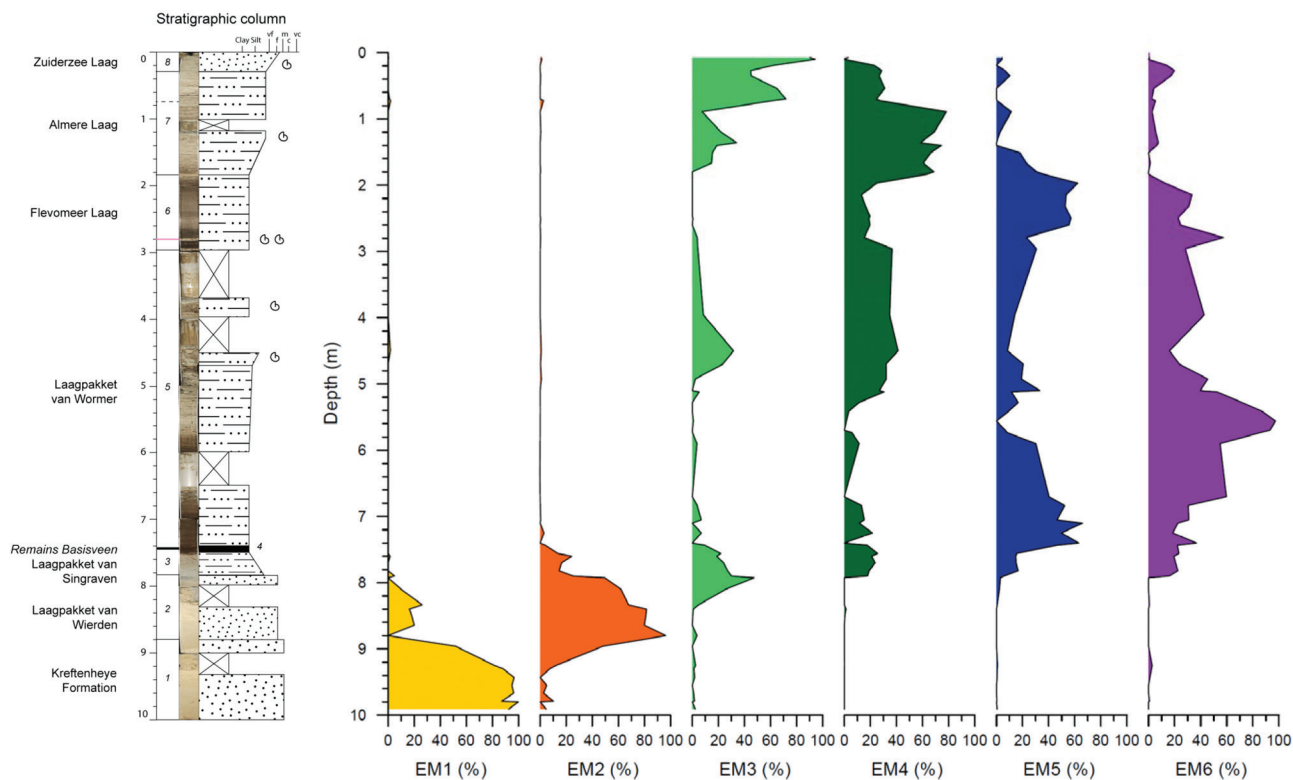 Stratigraphic column
Clay Silt vf f m c vc
Zuiderzee Laag
Almere Laag
Flevomeer Laag
Laagpakket
van Wormer
Remains Basisveen
Laagpakket van
Singraven
Laagpakket van
Wierden
Kreftenheye
Formation
0
1
2
3
4
5
6
7
8
9
10
8
7
6
5
4
3
2
1
Depth (m)
0
1
2
3
4
5
6
7
8
9
10
0 20 40 60 80 100
EM1 (%)
0 20 40 60 80 100
EM2 (%)
0 20 40 60 80 100
EM3 (%)
0 20 40 60 80 100
EM4 (%)
0 20 40 60 80 100
EM5 (%)
0 20 40 60 80 100
EM6 (%)